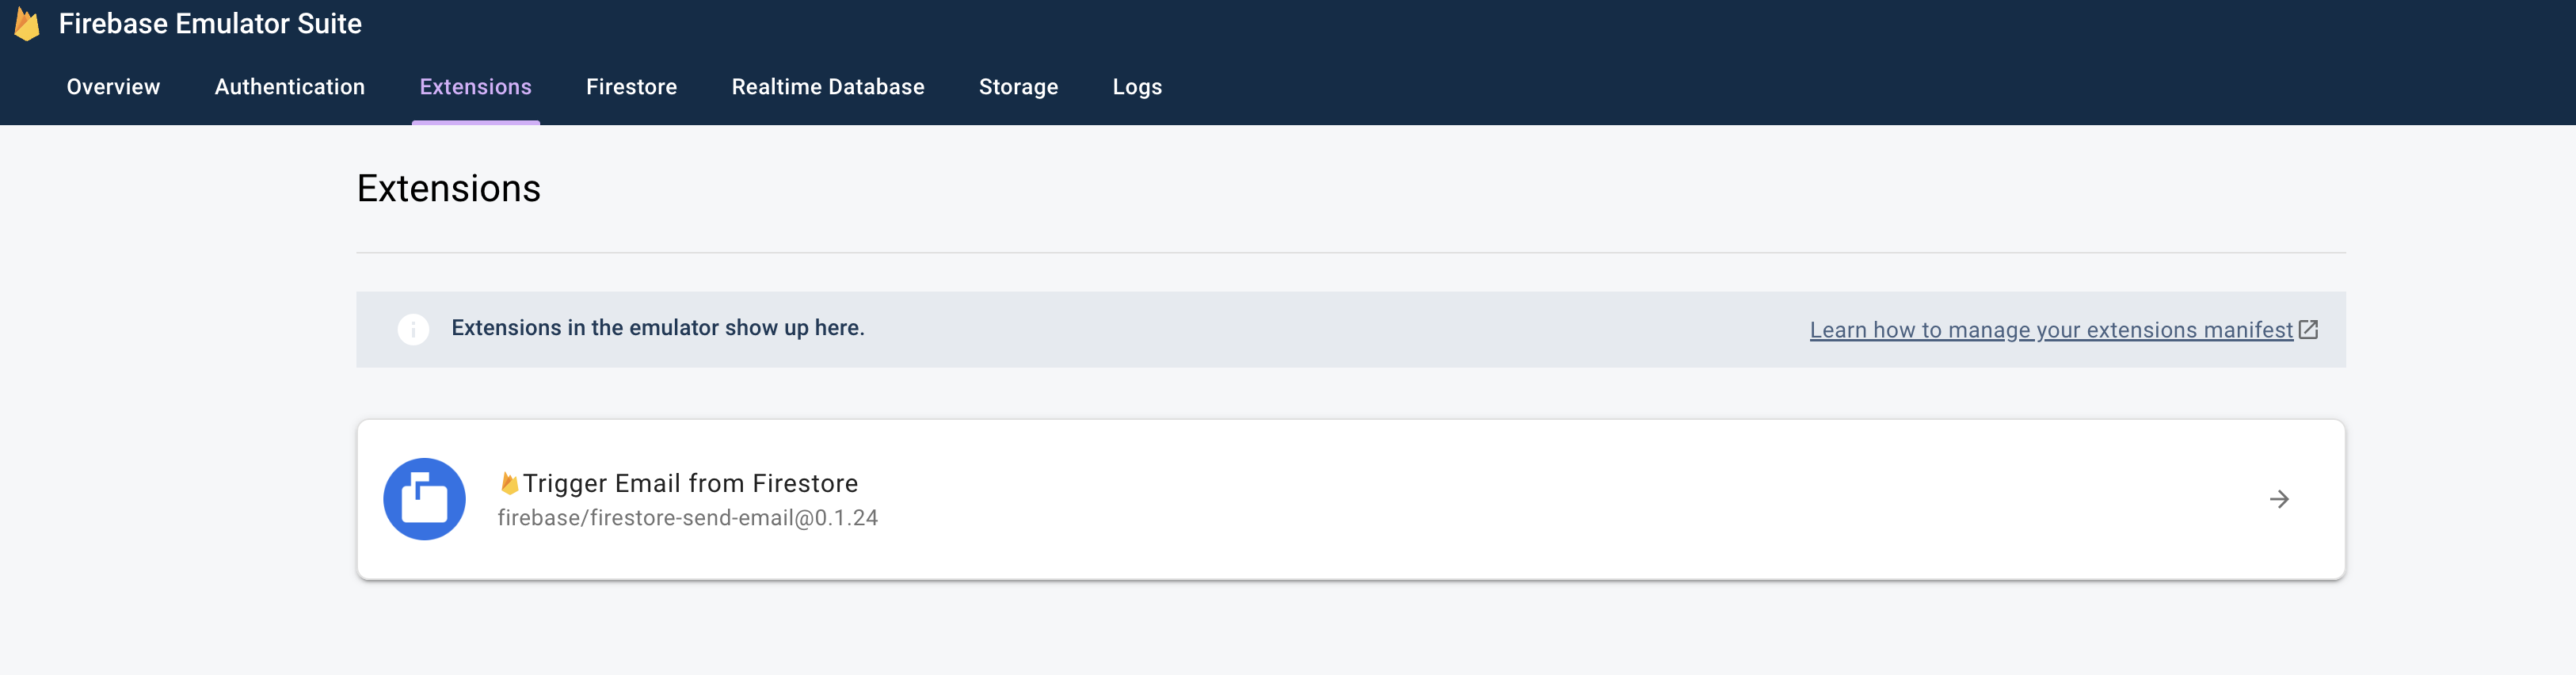 Firebase Emulator Suite
Overview Authentication Extensions Firestore Realtime Database Storage Logs
Extensions
Extensions in the emulator show up here. Learn how to manage your extensions manifest
Trigger Email from Firestore
firebase/firestore-send-email@0.1.24